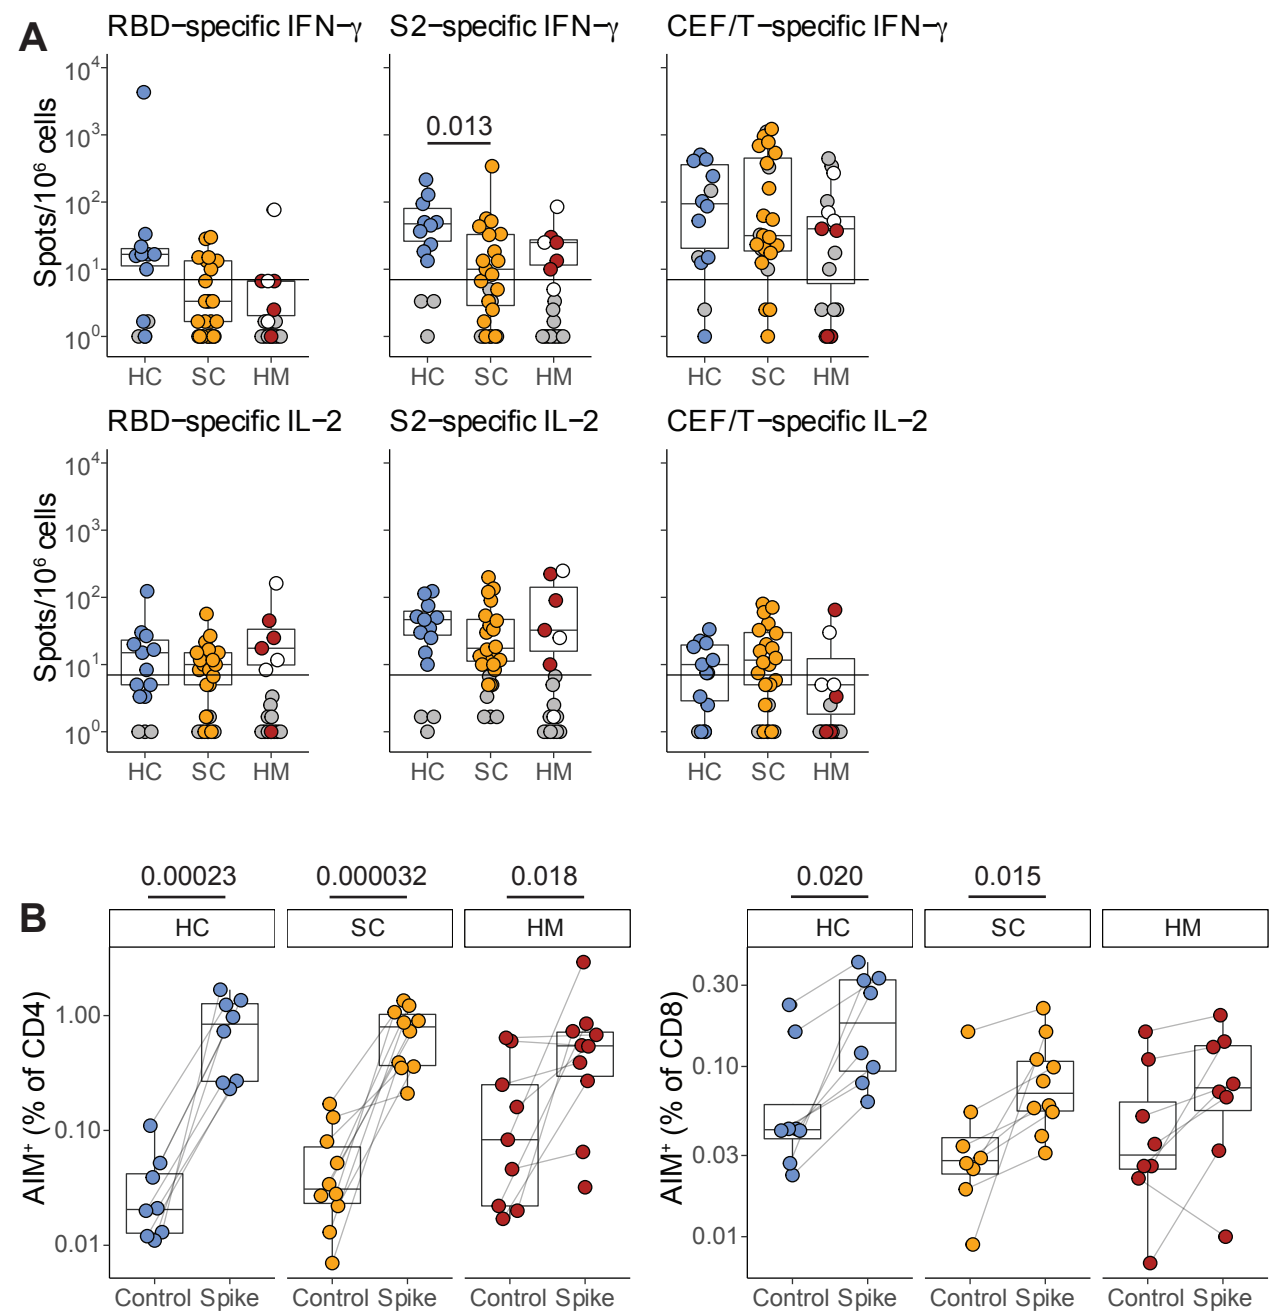 A
RBD−specific IFN−γ
S2−specific IFN−γ
CEF/T−specific IFN−γ
Spots/10⁶ cells
10⁴
10³
10²
10¹
10⁰
0.013
HC SC HM
HC SC HM
HC SC HM
RBD−specific IL−2
S2−specific IL−2
CEF/T−specific IL−2
Spots/10⁶ cells
10⁴
10³
10²
10¹
10⁰
HC SC HM
HC SC HM
HC SC HM
B
0.00023
0.000032
0.018
HC
SC
HM
AIM⁺ (% of CD4)
1.00
0.10
0.01
Control Spike
Control Spike
Control Spike
0.020
0.015
HC
SC
HM
AIM⁺ (% of CD8)
0.30
0.10
0.03
0.01
Control Spike
Control Spike
Control Spike